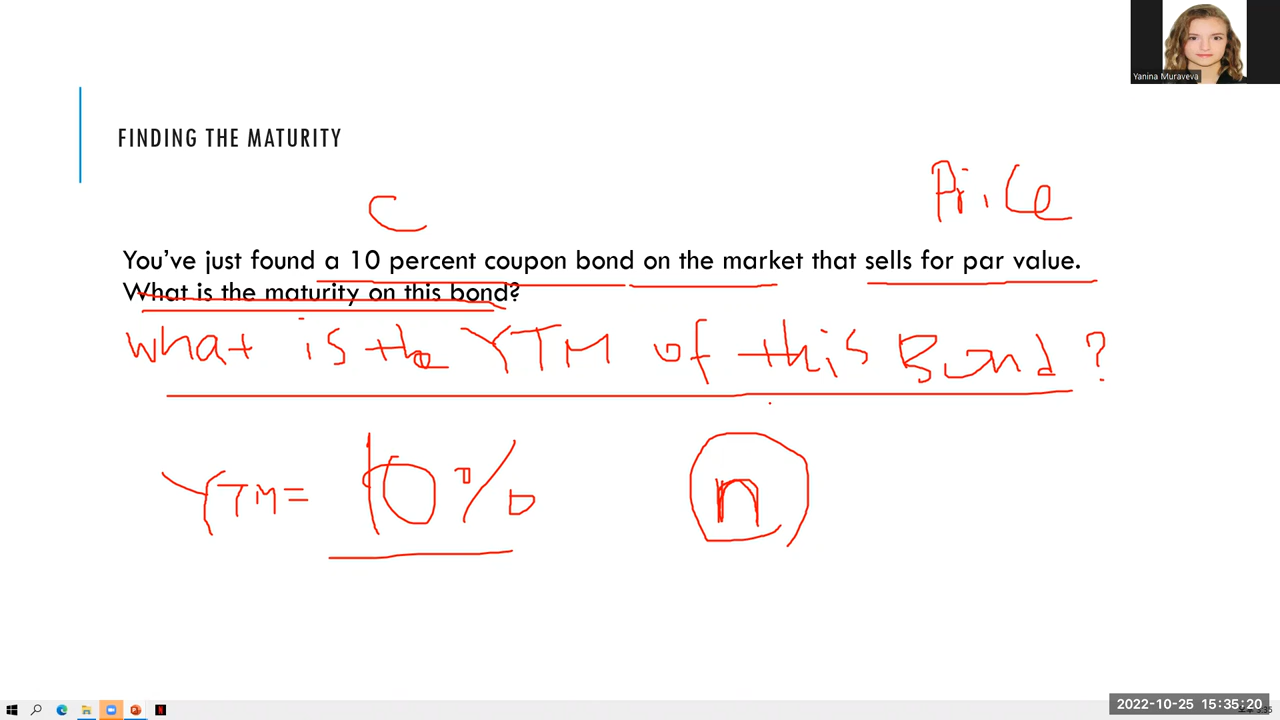 Yanina Muraveva
FINDING THE MATURITY
C
Price
You've just found a 10 percent coupon bond on the market that sells for par value.
What is the maturity on this bond?
What is the YTM of this Bond?
YTM= 10%
n
2022-10-25 15:35:20